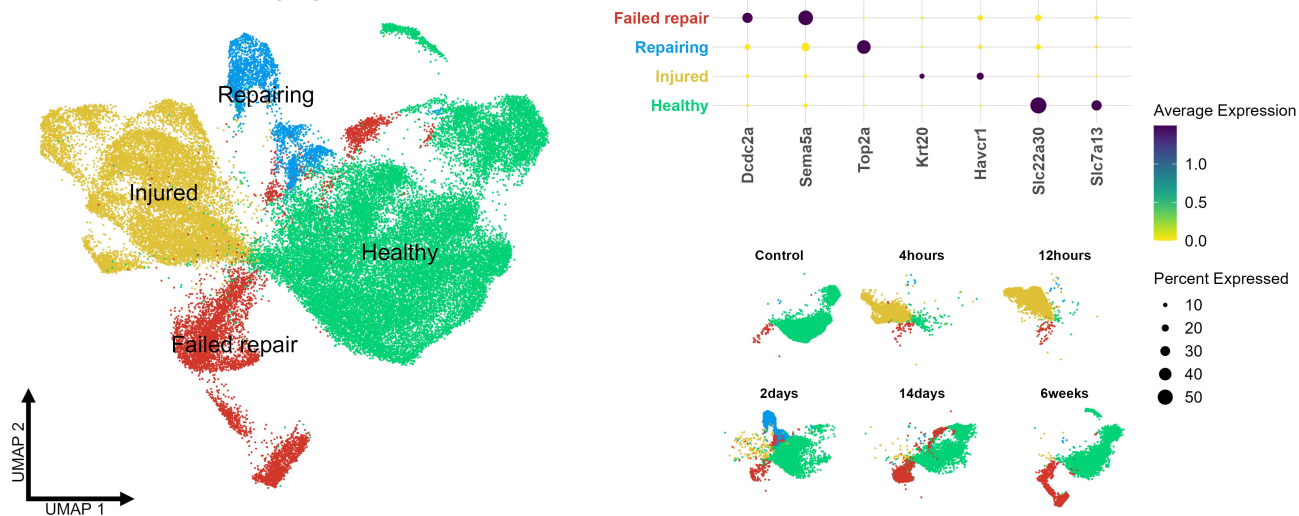 Repairing
Injured
Healthy
Failed repair
UMAP 2
UMAP 1
Failed repair
Repairing
Injured
Healthy
Dcdc2a
Sema5a
Top2a
Krt20
Havcr1
Slc22a30
Slc7a13
Average Expression
1.0
0.5
0.0
Percent Expressed
10
20
30
40
50
Control
4hours
12hours
2days
14days
6weeks